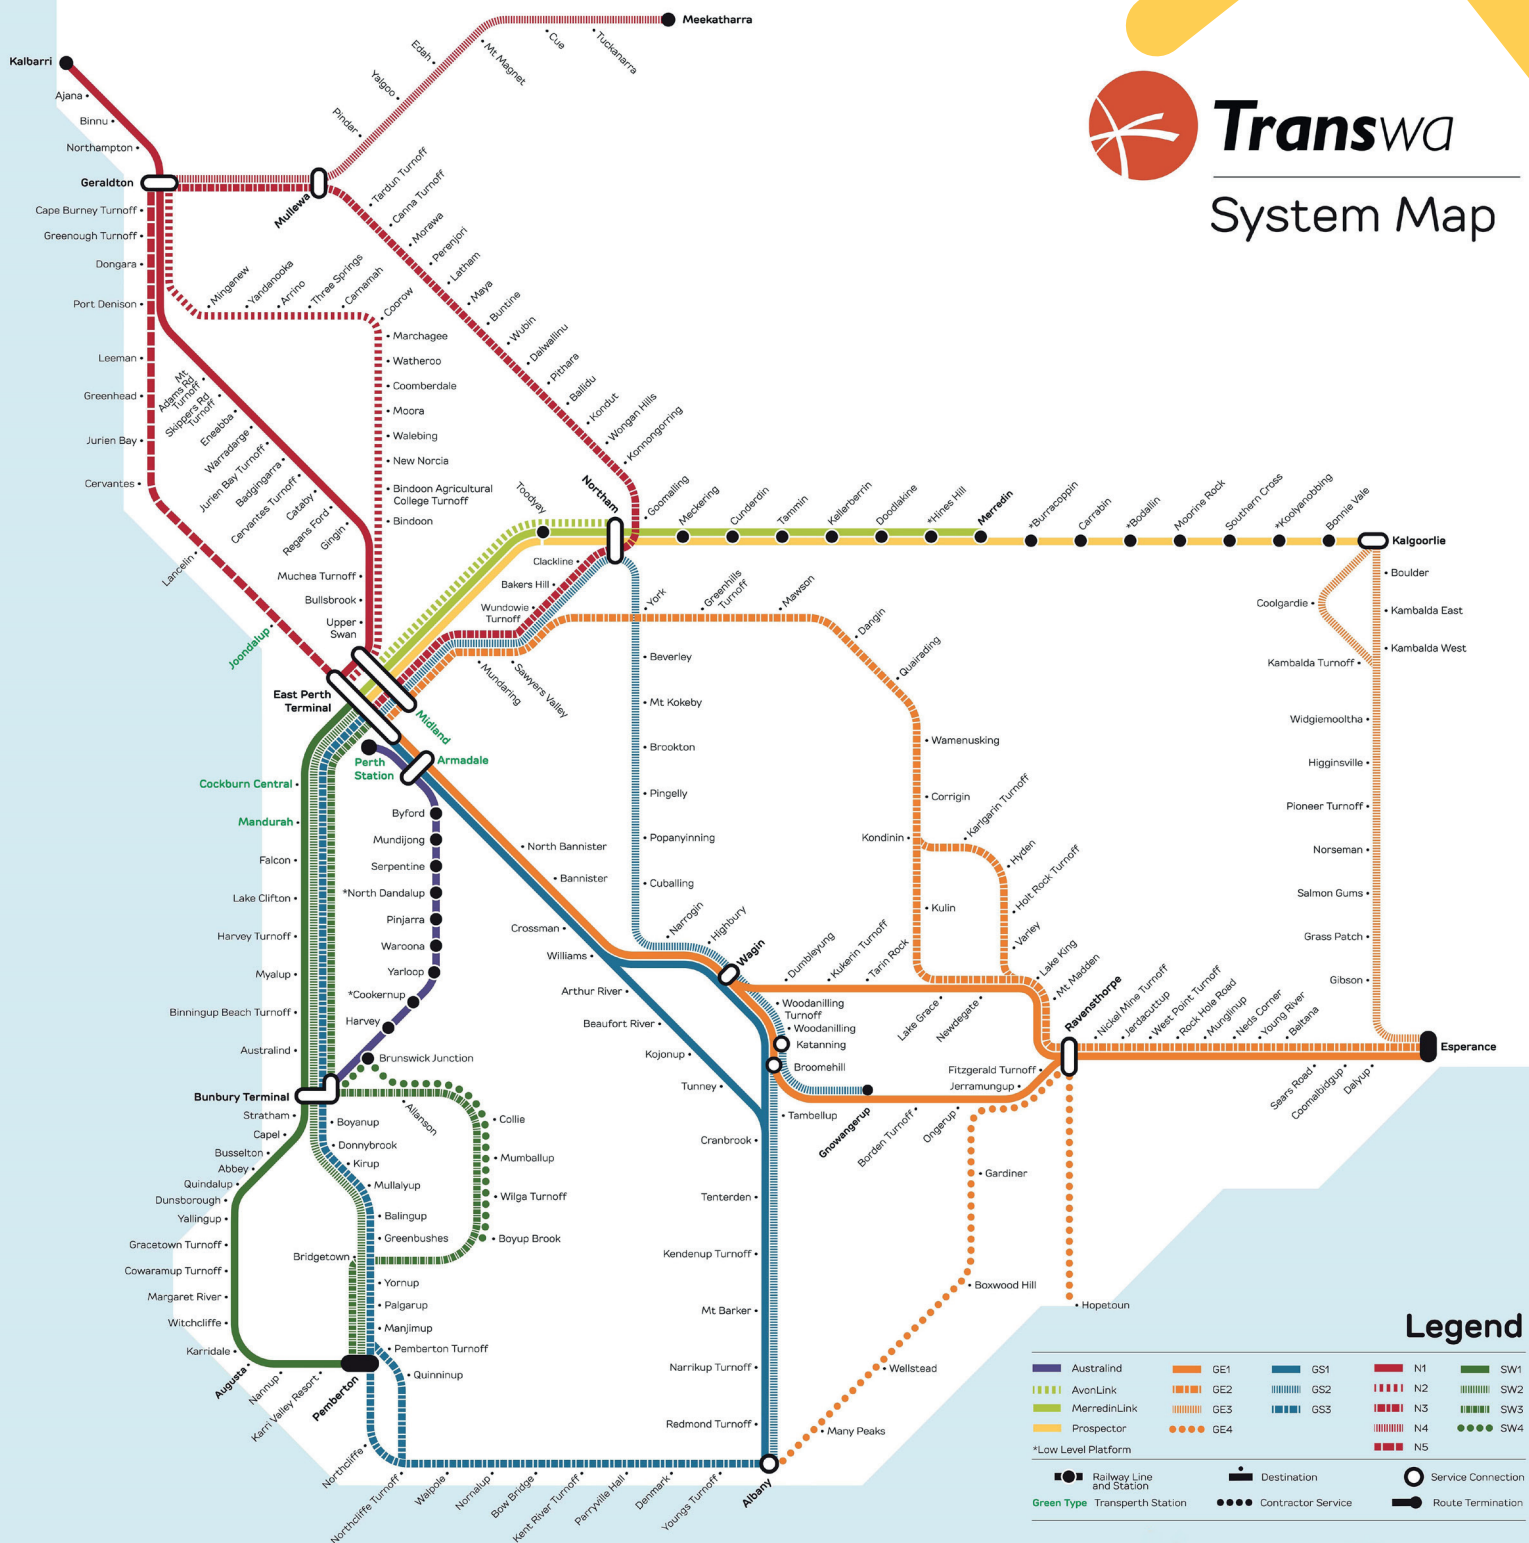 Transwa
System Map
Meekatharra
Tuckanarra
Cue
Mt Magnet
Edah
Yalgoo
Pindar
Kalbarri
Ajana
Binnu
Northampton
Geraldton
Mullewa
Cape Burney Turnoff
Greenough Turnoff
Dongara
Port Denison
Leeman
Greenhead
Jurien Bay
Cervantes
Lancelin
Joondalup
Mingenew
Yandanooka
Arrino
Three Springs
Carnamah
Coorow
Marchagee
Watheroo
Coomberdale
Moora
Walebing
New Norcia
Bindoon Agricultural
College Turnoff
Bindoon
Mt
Adams Rd
Turnoff
Skippers Rd
Turnoff
Eneabba
Warradarge
Jurien Bay Turnoff
Badgingarra
Cervantes Turnoff
Cataby
Regans Ford
Gingin
Muchea Turnoff
Bullsbrook
Upper
Swan
Tardun Turnoff
Canna Turnoff
Morawa
Perenjori
Latham
Maya
Buntine
Wubin
Dalwallinu
Pithara
Ballidu
Kondut
Wongan Hills
Konnongorring
Goomalling
Northam
Toodyay
Meckering
Cunderdin
Tammin
Kellerberrin
Doodlakine
*Hines Hill
Merredin
*Burracoppin
Carrabin
*Bodallin
Moorine Rock
Southern Cross
*Koolyanobbing
Bonnie Vale
Kalgoorlie
Clackline
Bakers Hill
Wundowie
Turnoff
Mundaring
Sawyers Valley
York
Greenhills
Turnoff
Mawson
Dangin
Quairading
Wamenusking
Corrigin
Kondinin
Kulin
Karlgarin Turnoff
Hyden
Holt Rock Turnoff
Varley
Lake King
Mt Madden
Beverley
Mt Kokeby
Brookton
Pingelly
Popanyinning
Cuballing
Narrogin
Highbury
Wagin
Boulder
Coolgardie
Kambalda East
Kambalda West
Kambalda Turnoff
Widgiemooltha
Higginsville
Pioneer Turnoff
Norseman
Salmon Gums
Grass Patch
Gibson
Esperance
East Perth
Terminal
Midland
Perth
Station
Armadale
Cockburn Central
Mandurah
Falcon
Lake Clifton
Harvey Turnoff
Myalup
Binningup Beach Turnoff
Australind
Bunbury Terminal
Byford
Mundijong
Serpentine
*North Dandalup
Pinjarra
Waroona
Yarloop
*Cookernup
Harvey
Brunswick Junction
North Bannister
Bannister
Crossman
Williams
Arthur River
Beaufort River
Kojonup
Tunney
Dumbleyung
Kukerin Turnoff
Tarin Rock
Lake Grace
Newdegate
Ravensthorpe
Nickel Mine Turnoff
Jerdacuttup
West Point Turnoff
Rock Hole Road
Munglinup
Neds Corner
Young River
Beltana
Sears Road
Coomalbidgup
Dalyup
Woodanilling
Turnoff
Woodanilling
Katanning
Broomehill
Gnowangerup
Tambellup
Fitzgerald Turnoff
Jerramungup
Ongerup
Borden Turnoff
Gardiner
Boxwood Hill
Wellstead
Many Peaks
Hopetoun
Cranbrook
Tenterden
Kendenup Turnoff
Mt Barker
Narrikup Turnoff
Redmond Turnoff
Albany
Stratham
Capel
Busselton
Abbey
Quindalup
Dunsborough
Yallingup
Gracetown Turnoff
Cowaramup Turnoff
Margaret River
Witchcliffe
Karridale
Augusta
Nannup
Karri Valley Resort
Pemberton
Boyanup
Donnybrook
Kirup
Mullalyup
Balingup
Greenbushes
Bridgetown
Yornup
Palgarup
Manjimup
Pemberton Turnoff
Quinninup
Allanson
Collie
Mumballup
Wilga Turnoff
Boyup Brook
Northcliffe
Northcliffe Turnoff
Walpole
Nornalup
Bow Bridge
Kent River Turnoff
Parryville Hall
Denmark
Youngs Turnoff
Legend
Australind GE1 GS1 N1 SW1
AvonLink GE2 GS2 N2 SW2
MerredinLink GE3 GS3 N3 SW3
Prospector GE4 N4 SW4
*Low Level Platform N5
Railway Line
and Station
Destination
Service Connection
Green Type Transperth Station
Contractor Service
Route Termination